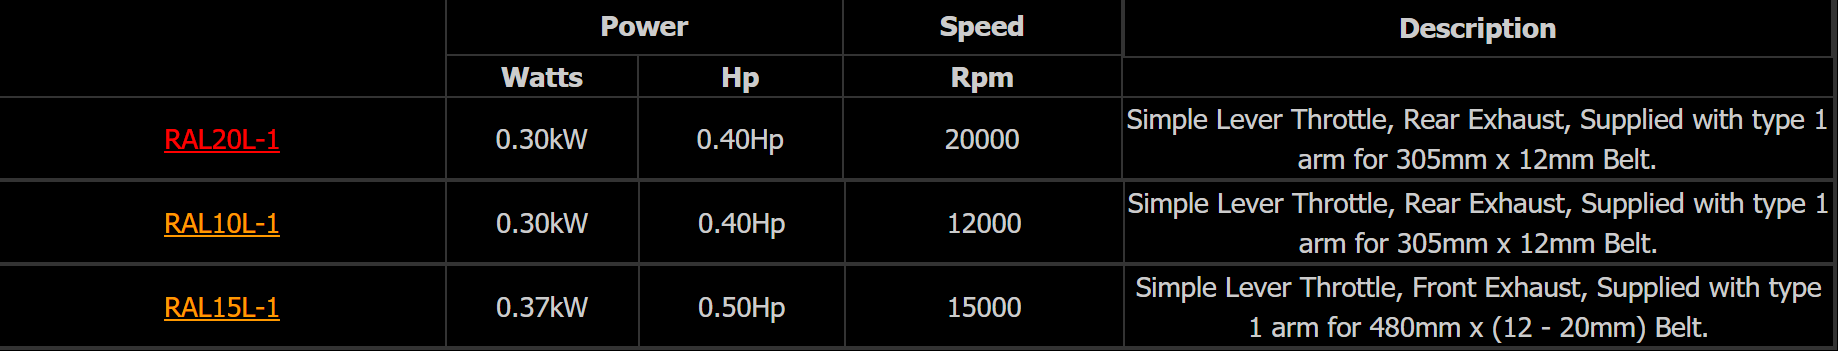 Power Speed Description
Watts Hp Rpm
RAL20L-1 0.30kW 0.40Hp 20000 Simple Lever Throttle, Rear Exhaust, Supplied with type 1
arm for 305mm x 12mm Belt.
RAL10L-1 0.30kW 0.40Hp 12000 Simple Lever Throttle, Rear Exhaust, Supplied with type 1
arm for 305mm x 12mm Belt.
RAL15L-1 0.37kW 0.50Hp 15000 Simple Lever Throttle, Front Exhaust, Supplied with type
1 arm for 480mm x (12 - 20mm) Belt.